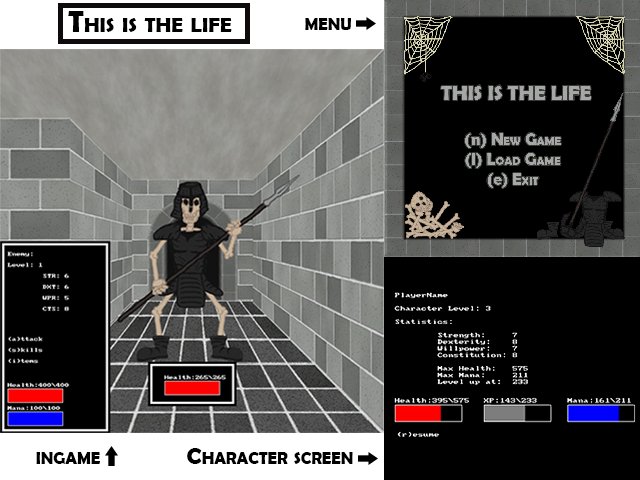 THIS IS THE LIFE
MENU
THIS IS THE LIFE
(n) NEW GAME
(l) LOAD GAME
(e) EXIT
Enemy:
Level: 1
STR: 6
DXT: 6
WPR: 5
CTS: 8
(a)ttack
(s)kills
(i)tems
Health:400\400
Mana:100\100
Health:265\265
PlayerName
Character Level: 3
Statistics:
Strength: 7
Dexterity: 8
Willpower: 7
Constitution: 8
Max Health: 575
Max Mana: 211
Level up at: 233
Health:395\575 XP:143\233 Mana:161\211
(r)esume
INGAME
CHARACTER SCREEN